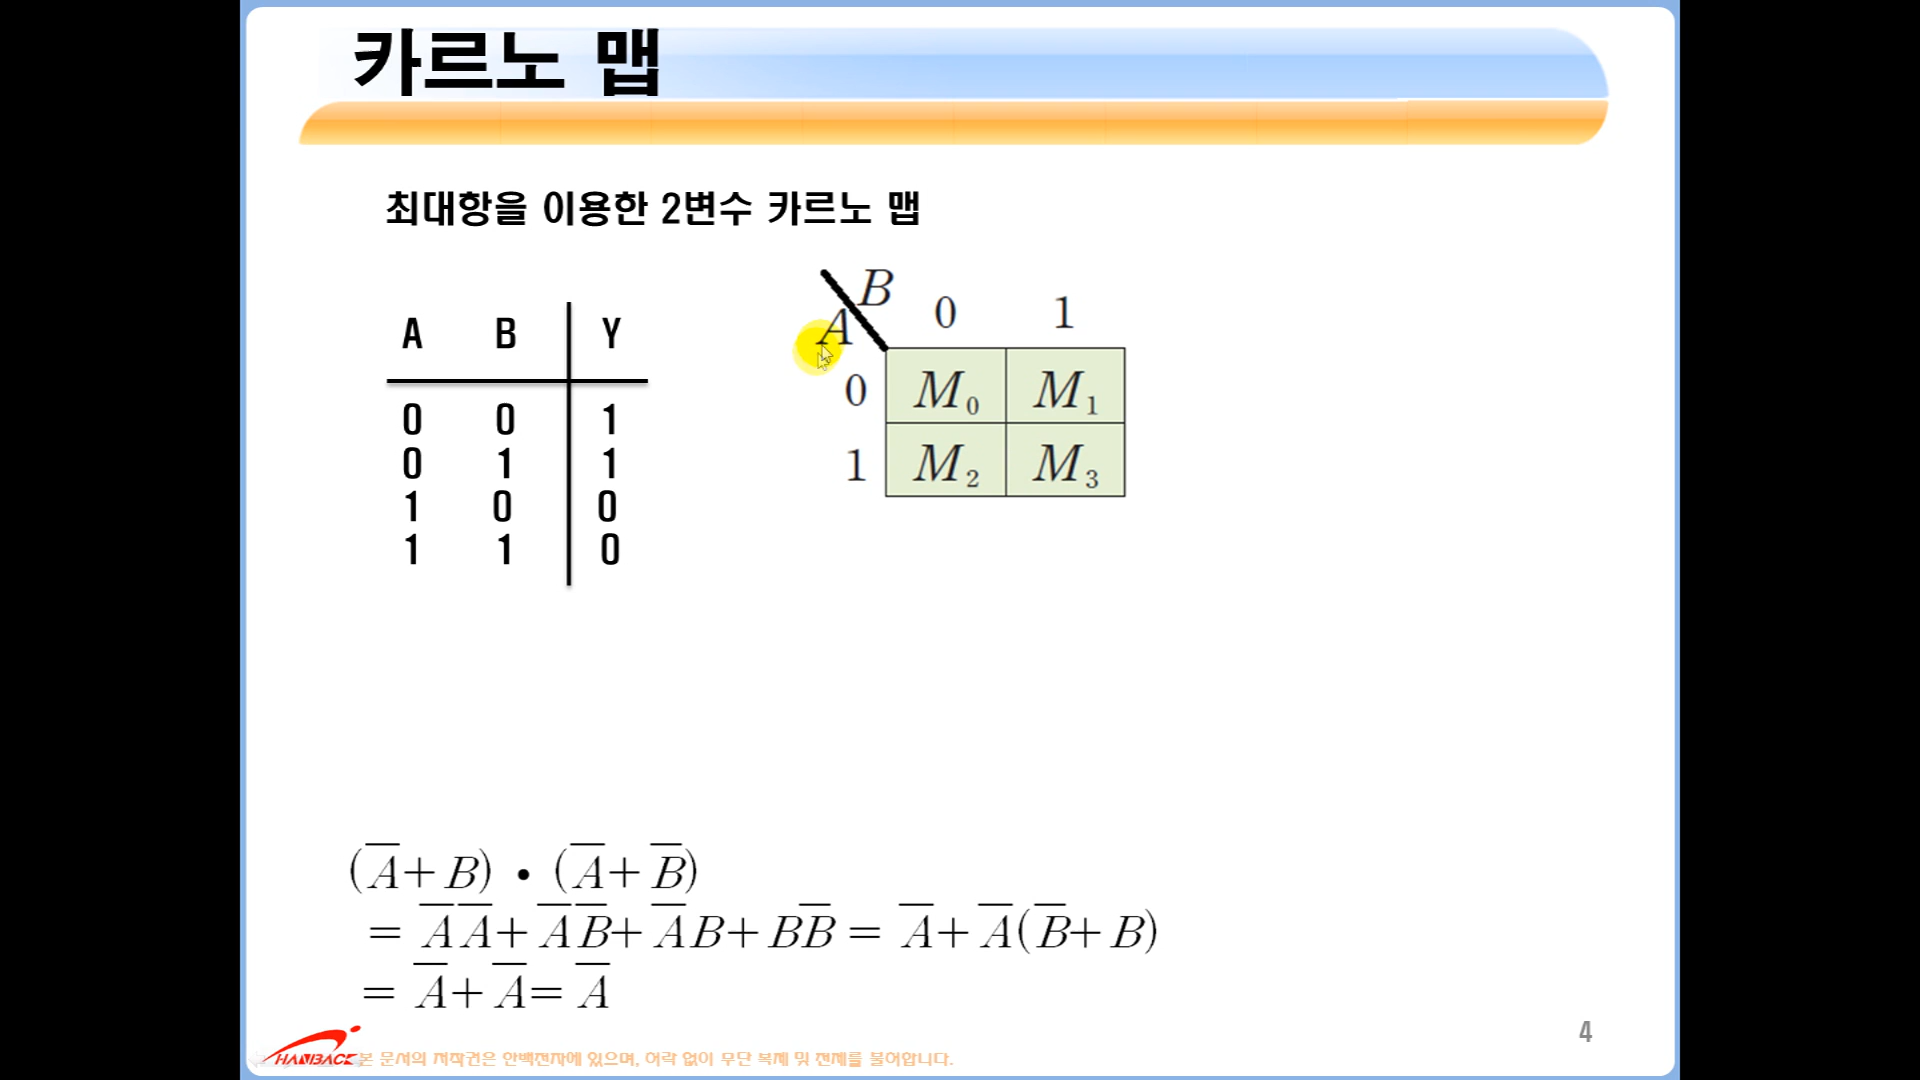 카르노 맵
최대항을 이용한 2변수 카르노 맵
A B Y
0 0 1
0 1 1
1 0 0
1 1 0
B
A
0 1
0 M₀ M₁
1 M₂ M₃
(A̅+B)•(A̅+B̅)
= A̅A̅+A̅B̅+A̅B+BB̅ = A̅+A̅(B̅+B)
= A̅+A̅= A̅
HANBACK 본 문서의 저작권은 한백전자에 있으며, 허락 없이 무단 복제 및 전제를 불허합니다.
4